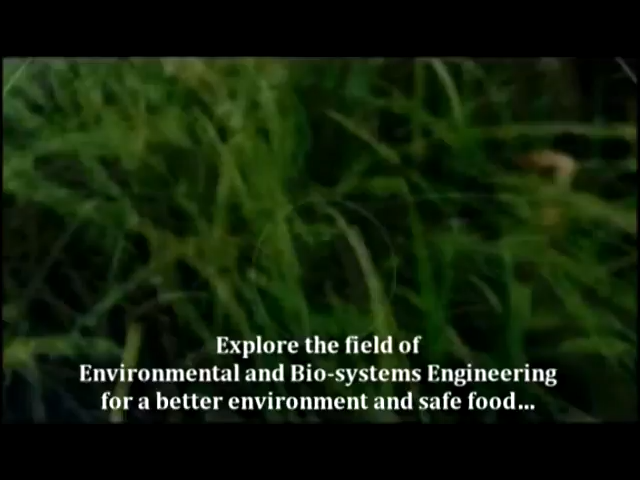 Explore the field of
Environmental and Bio-systems Engineering
for a better environment and safe food...